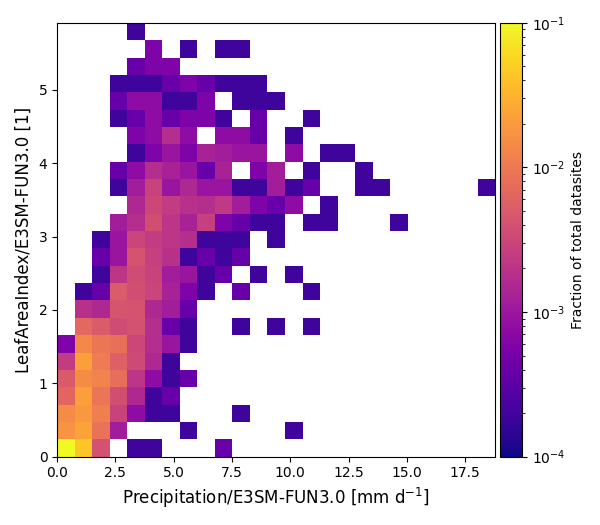 LeafAreaIndex/E3SM-FUN3.0 [1]
5
4
3
2
1
0
0.0 2.5 5.0 7.5 10.0 12.5 15.0 17.5
Precipitation/E3SM-FUN3.0 [mm d⁻¹]
10⁻¹
10⁻²
10⁻³
10⁻⁴
Fraction of total datasites